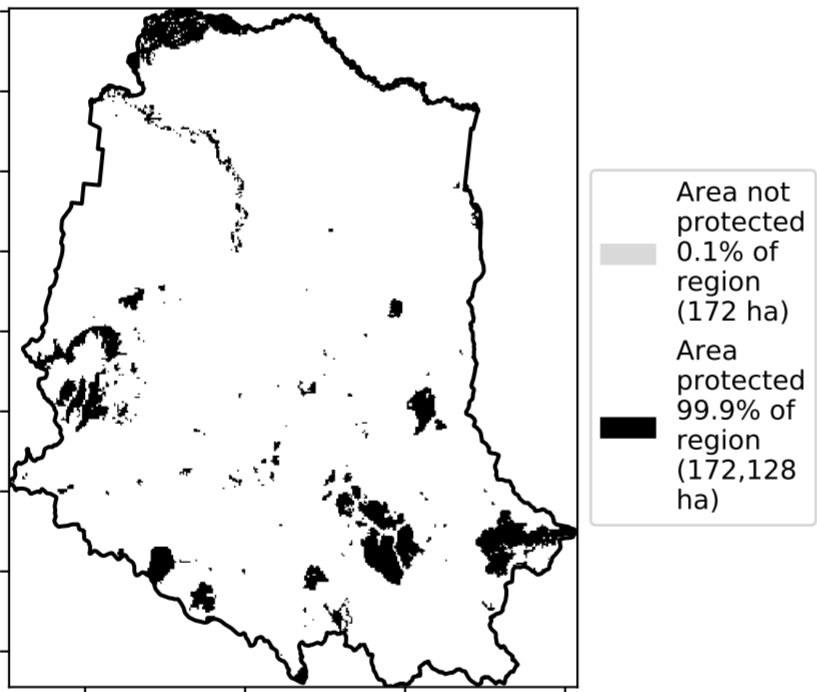 Area not
protected
0.1% of
region
(172 ha)
Area
protected
99.9% of
region
(172,128
ha)